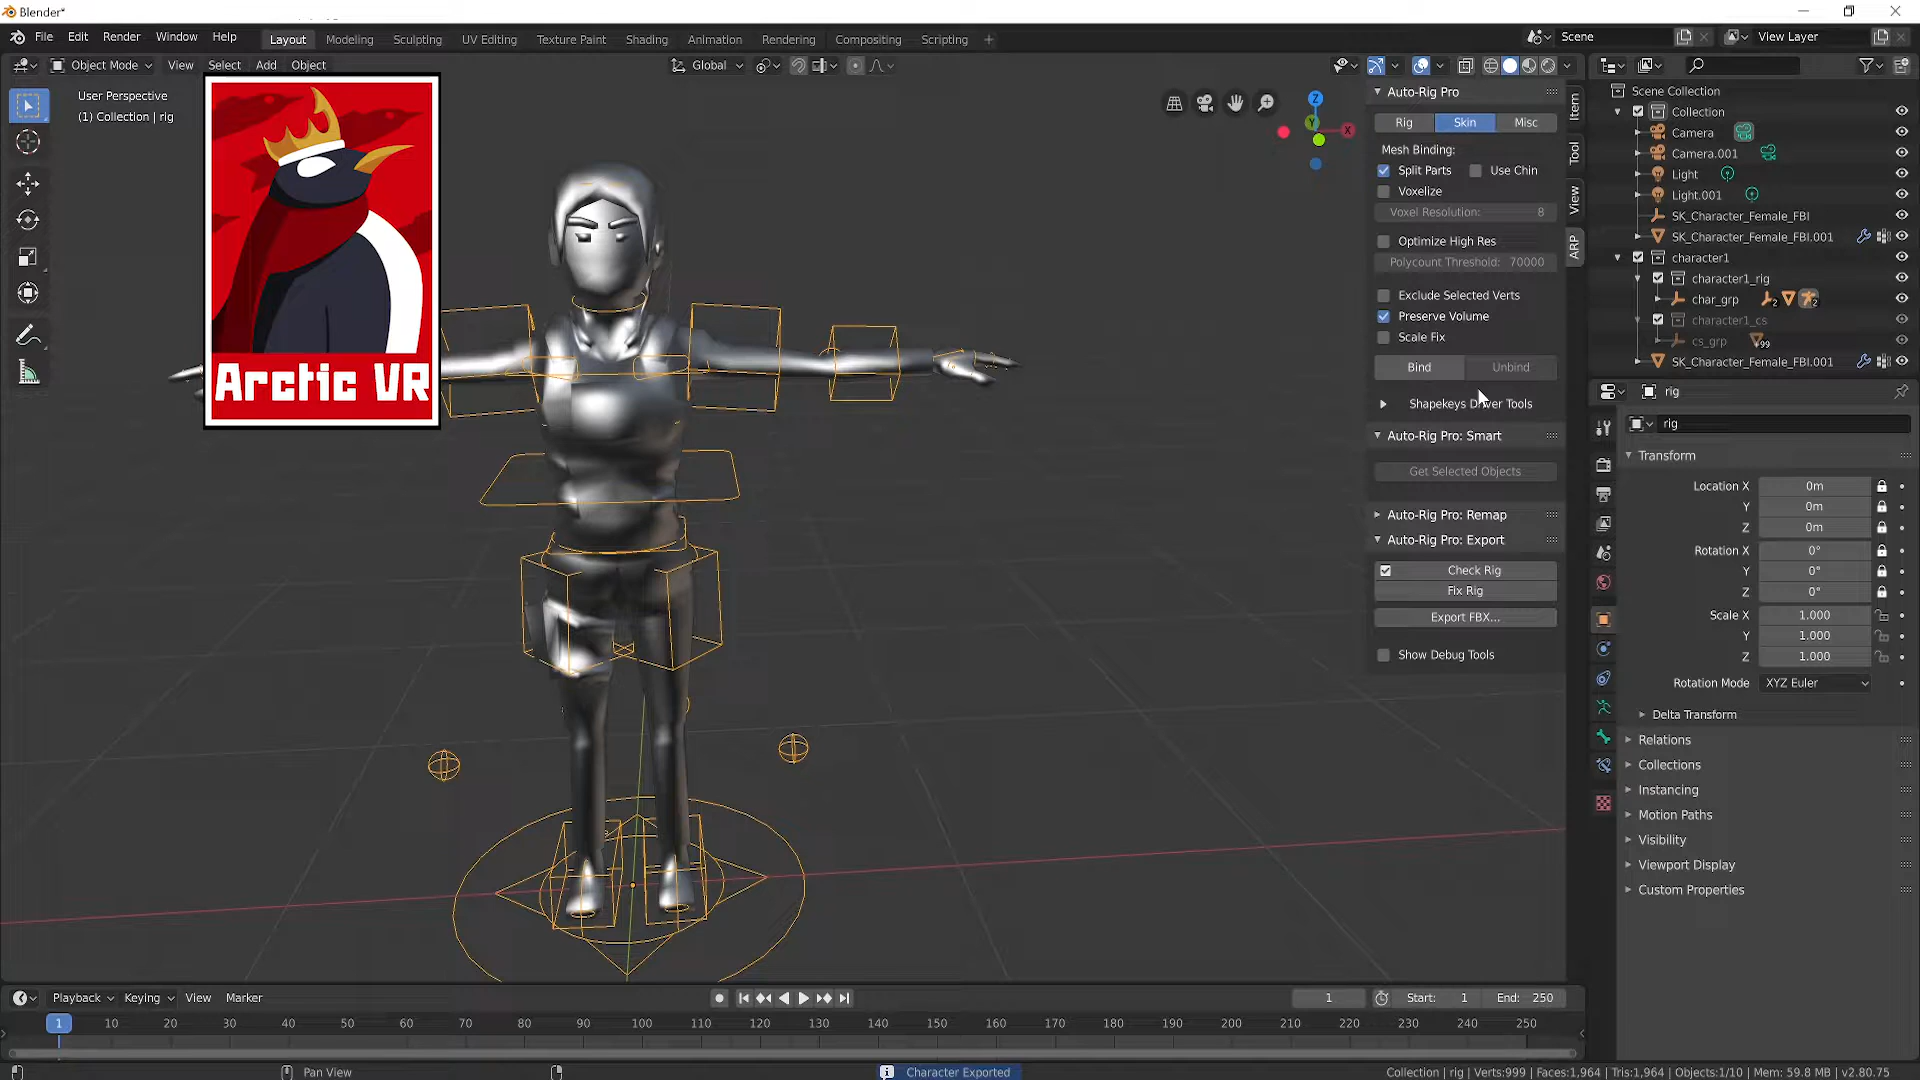 Blender*
File Edit Render Window Help
Layout Modeling Sculpting UV Editing Texture Paint Shading Animation Rendering Compositing Scripting +
Scene
View Layer
Object Mode View Select Add Object
Global
User Perspective
(1) Collection | rig
Arctic VR
Z
Y
X
Auto-Rig Pro
Rig Skin Misc
Mesh Binding:
Split Parts Use Chin
Voxelize
Voxel Resolution: 8
Optimize High Res
Polycount Threshold: 70000
Exclude Selected Verts
Preserve Volume
Scale Fix
Bind Unbind
Shapekeys Driver Tools
Auto-Rig Pro: Smart
Get Selected Objects
Auto-Rig Pro: Remap
Auto-Rig Pro: Export
Check Rig
Fix Rig
Export FBX...
Show Debug Tools
Item
Tool
View
ARP
Scene Collection
Collection
Camera
Camera.001
Light
Light.001
SK_Character_Female_FBI
SK_Character_Female_FBI.001
character1
character1_rig
char_grp 2 2
character1_cs
cs_grp 99
SK_Character_Female_FBI.001
rig
rig
Transform
Location X 0m
Y 0m
Z 0m
Rotation X 0°
Y 0°
Z 0°
Scale X 1.000
Y 1.000
Z 1.000
Rotation Mode XYZ Euler
Delta Transform
Relations
Collections
Instancing
Motion Paths
Visibility
Viewport Display
Custom Properties
Playback Keying View Marker
1 Start: 1 End: 250
1 10 20 30 40 50 60 70 80 90 100 110 120 130 140 150 160 170 180 190 200 210 220 230 240 250
Pan View
Character Exported
Collection | rig | Verts:999 | Faces:1,964 | Tris:1,964 | Objects:1/10 | Mem: 59.8 MB | v2.80.75